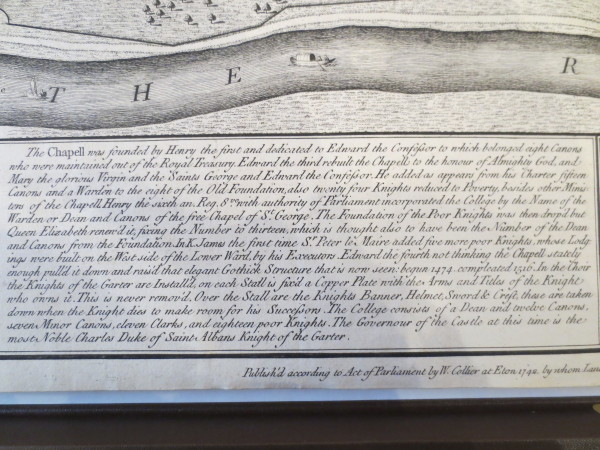 THE R
The Chapell was founded by Henry the first and dedicated to Edward the Confeſsor to which belonged eight Canons
who were maintained out of the Royal Treasury. Edward the third rebuilt the Chapell to the honour of Almighty God, and
Mary the glorious Virgin and the Saints George and Edward the Confeſsor. He added as appears from his Charter fifteen
Canons and a Warden to the eight of the Old Foundation, also twenty four Knights reduced to Poverty, besides other Minis-
ters of the Chapell. Henry the sixth an. Reg. 8vo with authority of Parliament incorporated the College by the Name of the
Warden or Dean and Canons of the free Chapel of St. George. The Foundation of the Poor Knights was then drop'd but
Queen Elizabeth renew'd it, fixing the Number to thirteen, which is thought also to have been the Number of the Dean
and Canons from the Foundation. In K. James the first time Sr. Peter le Maire added five more poor Knights, whose Lodg
ings were built on the West side of the Lower Ward, by his Executors. Edward the fourth not thinking the Chapell stately
enough pull'd it down and rais'd that elegant Gothick Structure that is now seen: begun 1474. compleated 1516. In the Choir
the Knights of the Garter are Install'd, on each Stall is fix'd a Copper Plate with the Arms and Titles of the Knight
who owns it. This is never remov'd. Over the Stall are the Knights Banner, Helmet, Sword & Crest, these are taken
down when the Knight dies to make room for his Succeſsors. The College consists of a Dean and twelve Canons,
seven Minor Canons, eleven Clarks, and eighteen poor Knights. The Governour of the Castle at this time is the
most Noble Charles Duke of Saint Albans Knight of the Garter.
Publish'd according to Act of Parliament by W. Collier at Eton 1742. by whom Land